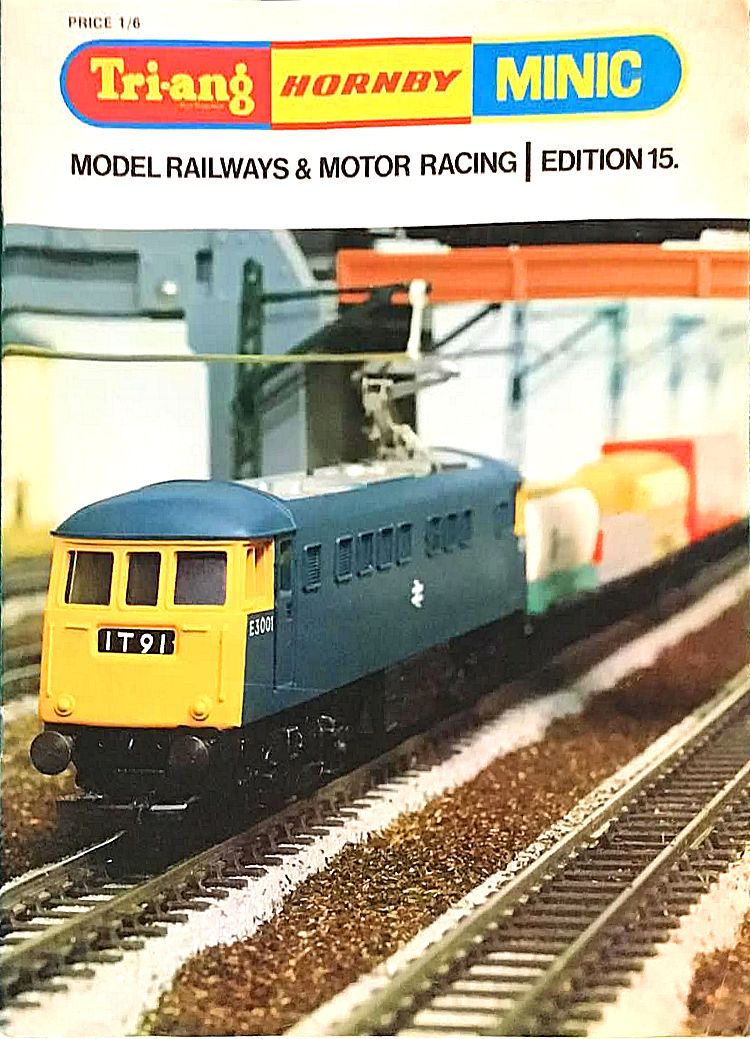 PRICE 1/6
Tri-ang HORNBY MINIC
MODEL RAILWAYS & MOTOR RACING | EDITION 15.
E3001
1T91